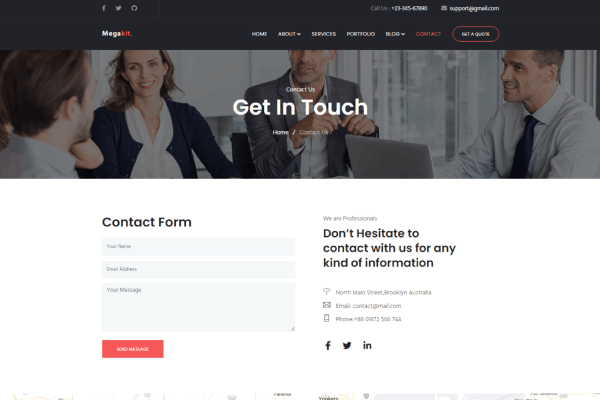 Call Us : +23-345-67890 support@gmail.com
Megakit. HOME ABOUT SERVICES PORTFOLIO BLOG CONTACT GET A QUOTE
Contact Us
Get In Touch
Home / Contact Us
Contact Form
Your Name
Email Address
Your Message
SEND MESSAGE
We are Professionals
Don’t Hesitate to
contact with us for any
kind of information
North Main Street,Brooklyn Australia
Email: contact@mail.com
Phone:+88 01672 506 744
Yonkers